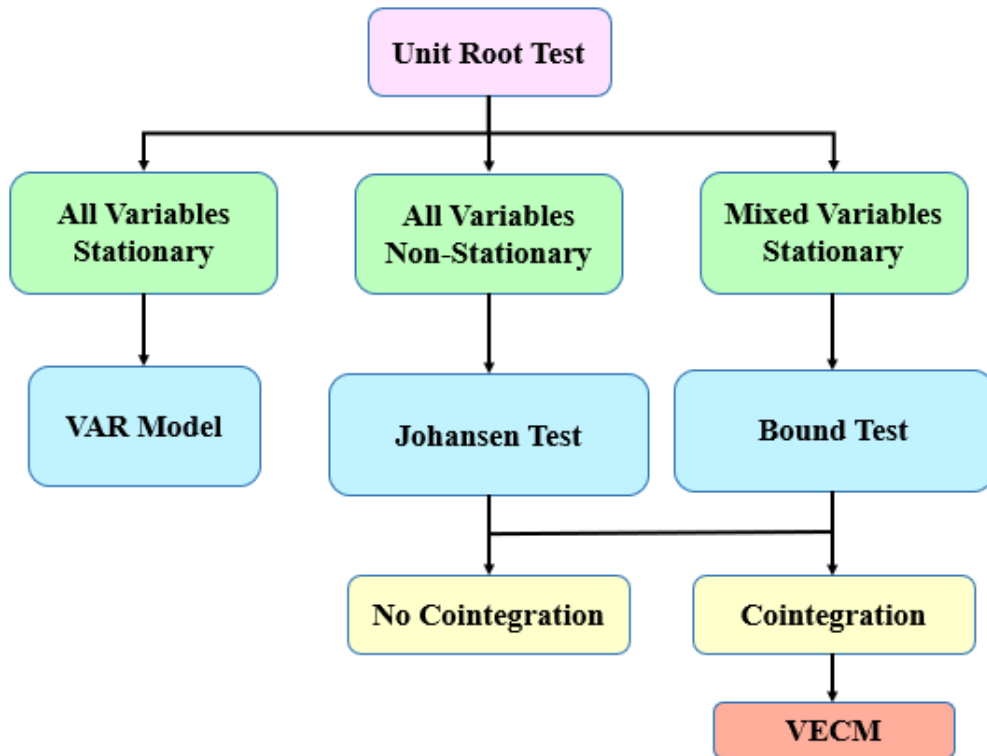 Unit Root Test
All Variables
Stationary
All Variables
Non-Stationary
Mixed Variables
Stationary
VAR Model
Johansen Test
Bound Test
No Cointegration
Cointegration
VECM